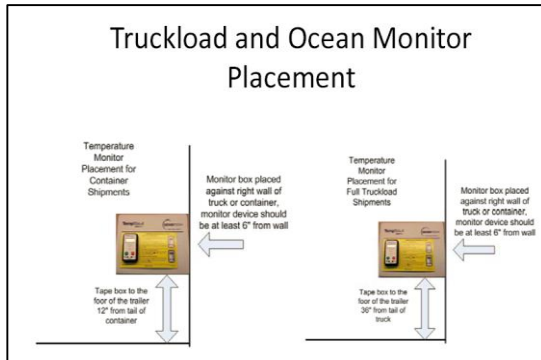 Truckload and Ocean Monitor
Placement
Temperature
Monitor
Placement for
Container
Shipments
Monitor box placed
against right wall of
truck or container,
monitor device should
be at least 6" from wall
Tape box to the
foor of the trailer
12" from tail of
container
Temperature
Monitor
Placement for
Full Truckload
Shipments
Monitor box placed
against right wall of
truck or container,
monitor device should
be at least 6" from wall
Tape box to the
foor of the trailer
36" from tail of
truck